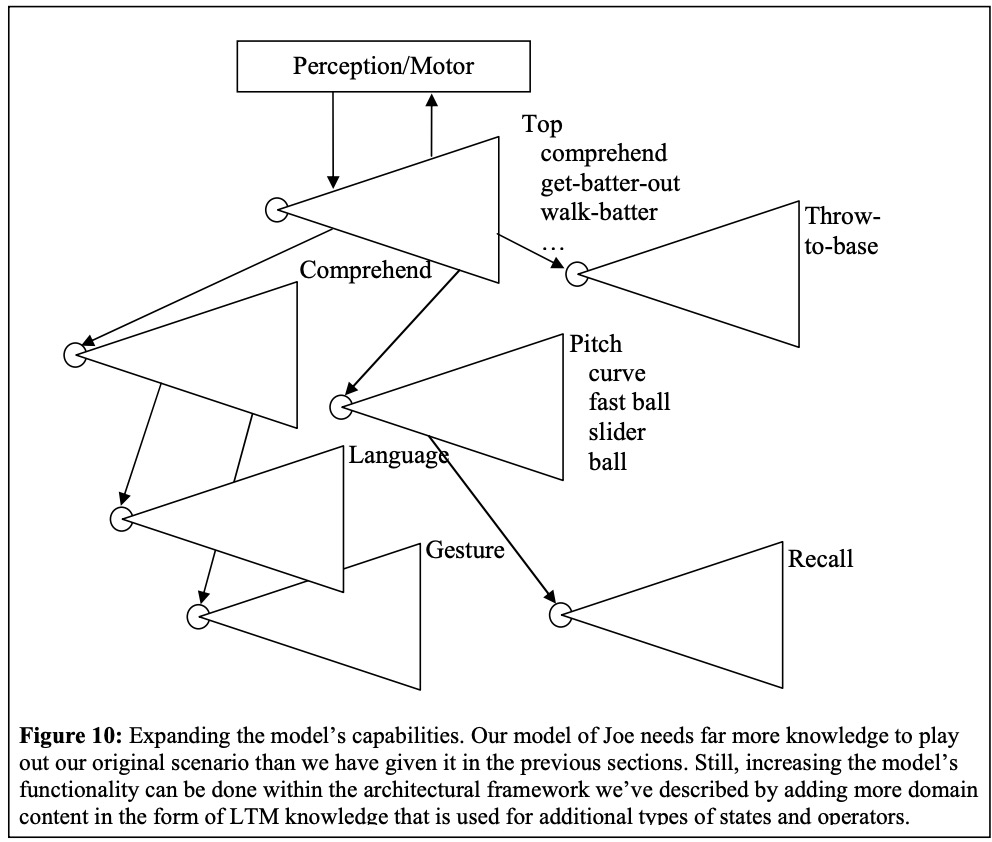 Perception/Motor
Top
comprehend
get-batter-out
walk-batter
…
Throw-
to-base
Comprehend
Pitch
curve
fast ball
slider
ball
Language
Gesture
Recall
Figure 10: Expanding the model’s capabilities. Our model of Joe needs far more knowledge to play
out our original scenario than we have given it in the previous sections. Still, increasing the model’s
functionality can be done within the architectural framework we’ve described by adding more domain
content in the form of LTM knowledge that is used for additional types of states and operators.